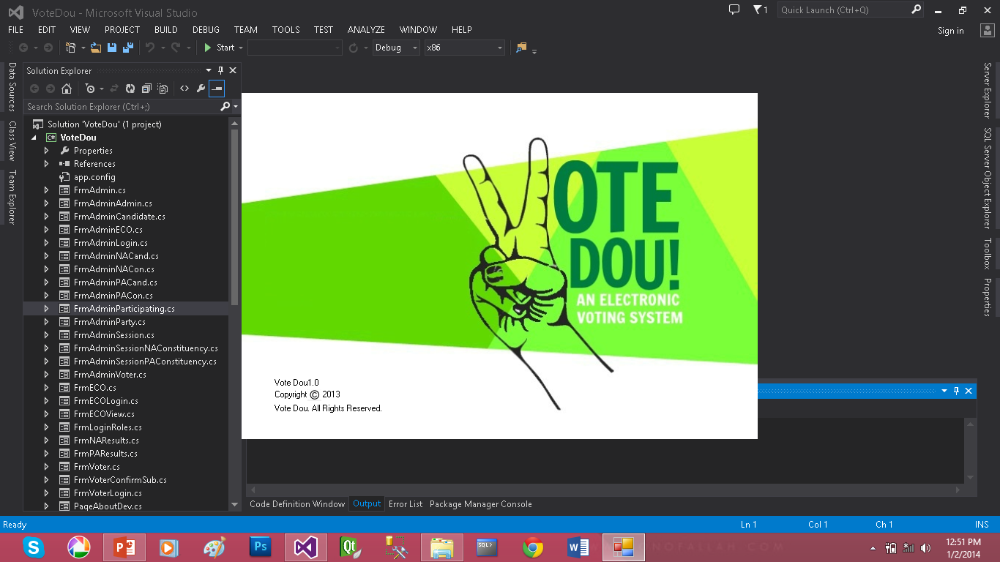 VoteDou - Microsoft Visual Studio
1
Quick Launch (Ctrl+Q)
FILE EDIT VIEW PROJECT BUILD DEBUG TEAM TOOLS TEST ANALYZE WINDOW HELP
Sign in
Start
Debug
x86
Data Sources
Class View
Team Explorer
Solution Explorer
Search Solution Explorer (Ctrl+;)
Solution 'VoteDou' (1 project)
C# VoteDou
Properties
References
app.config
FrmAdmin.cs
FrmAdminAdmin.cs
FrmAdminCandidate.cs
FrmAdminECO.cs
FrmAdminLogin.cs
FrmAdminNACand.cs
FrmAdminNACon.cs
FrmAdminPACand.cs
FrmAdminPACon.cs
FrmAdminParticipating.cs
FrmAdminParty.cs
FrmAdminSession.cs
FrmAdminSessionNAConstituency.cs
FrmAdminSessionPAConstituency.cs
FrmAdminVoter.cs
FrmECO.cs
FrmECOLogin.cs
FrmECOView.cs
FrmLoginRoles.cs
FrmNAResults.cs
FrmPAResults.cs
FrmVoter.cs
FrmVoterConfirmSub.cs
FrmVoterLogin.cs
PageAboutDev.cs
OTE
DOU!
AN ELECTRONIC
VOTING SYSTEM
Vote Dou1.0
Copyright © 2013
Vote Dou. All Rights Reserved.
Server Explorer
SQL Server Object Explorer
Toolbox
Properties
Code Definition Window Output Error List Package Manager Console
Ready
Ln 1 Col 1 Ch 1 INS
S
P
Ps
Qt
SQL>
W
12:51 PM
1/2/2014